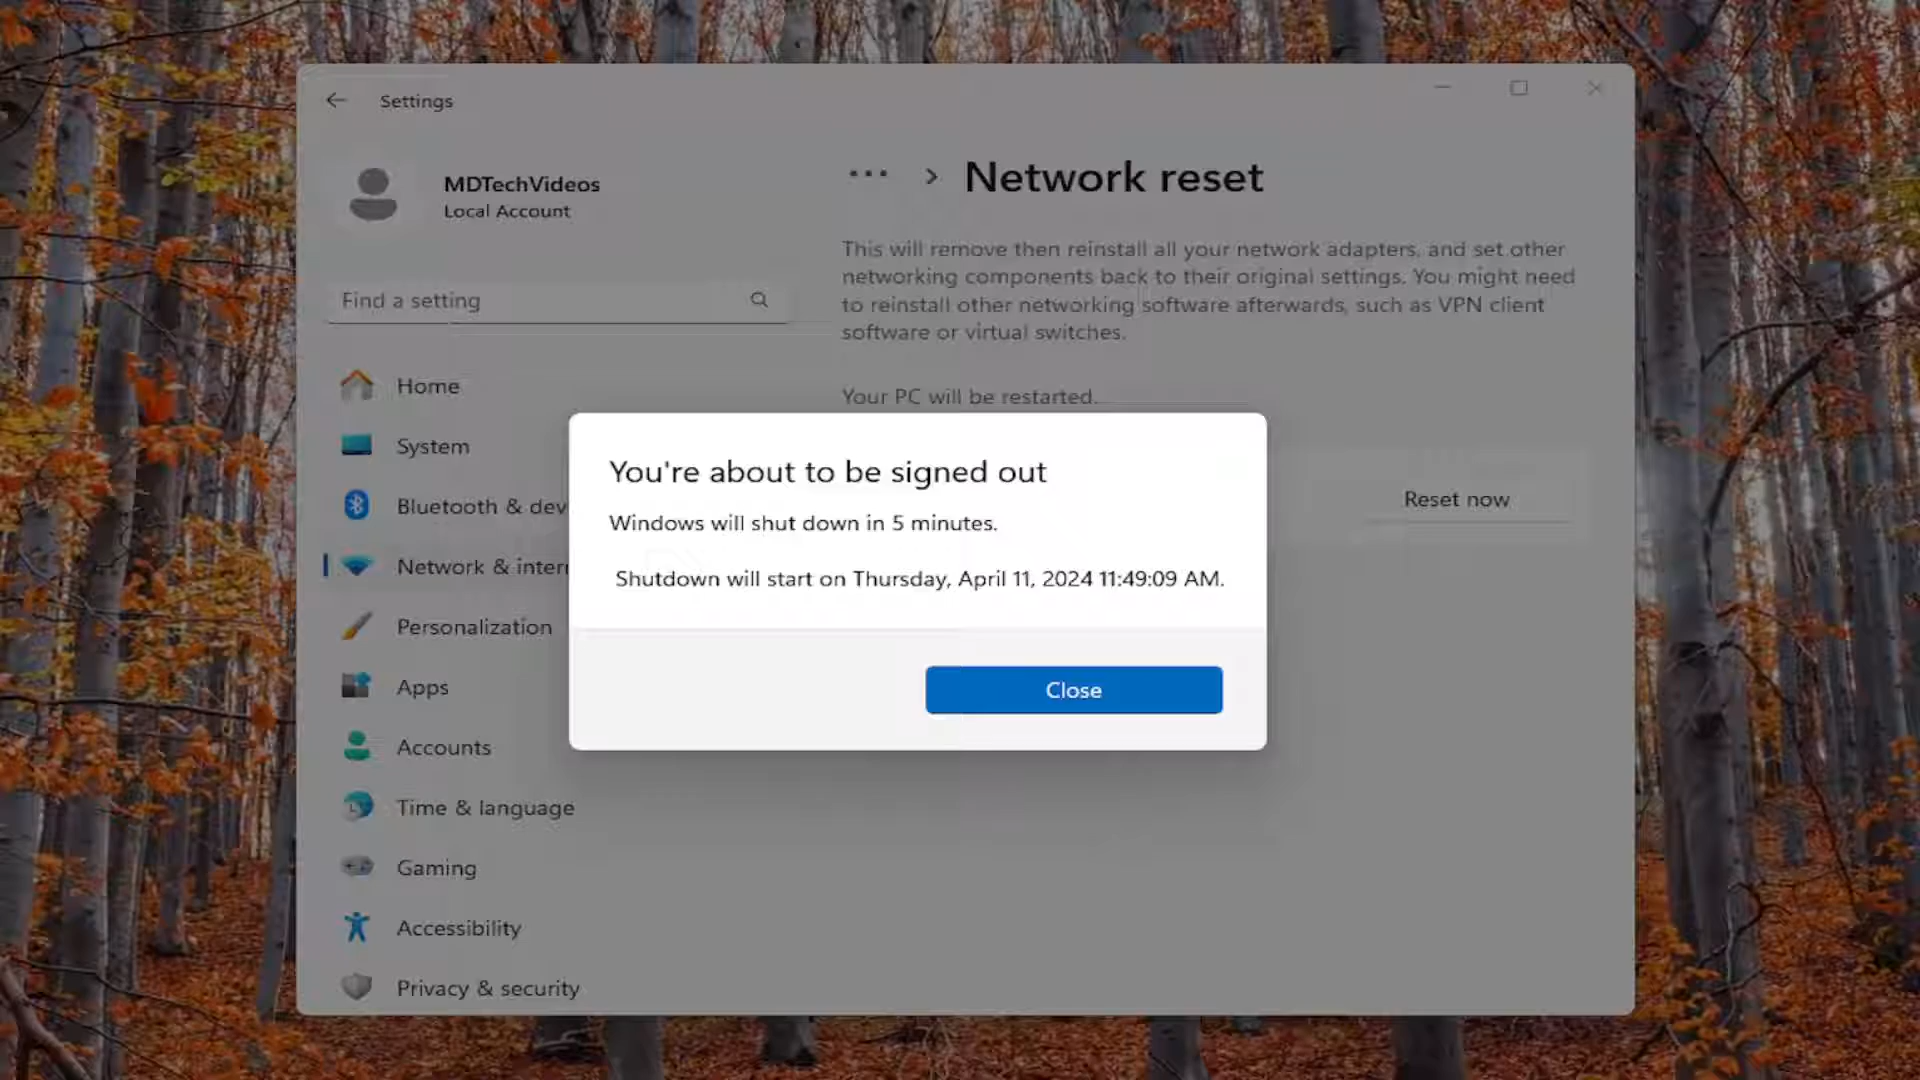 Settings
MDTechVideos
Local Account
Find a setting
Home
System
Bluetooth & dev
Network & inter
Personalization
Apps
Accounts
Time & language
Gaming
Accessibility
Privacy & security
... > Network reset
This will remove then reinstall all your network adapters, and set other
networking components back to their original settings. You might need
to reinstall other networking software afterwards, such as VPN client
software or virtual switches.
Your PC will be restarted.
Reset now
You're about to be signed out
Windows will shut down in 5 minutes.
Shutdown will start on Thursday, April 11, 2024 11:49:09 AM.
Close